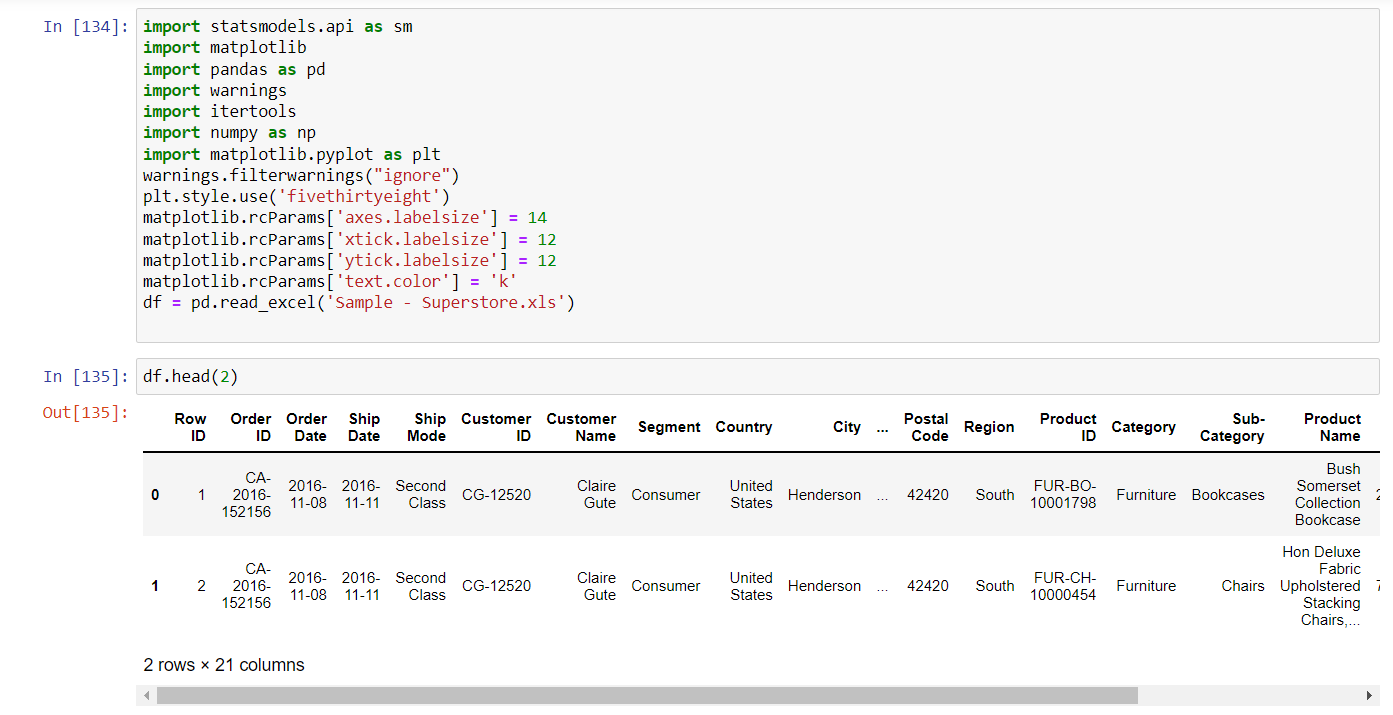 In [134]:
import statsmodels.api as sm
import matplotlib
import pandas as pd
import warnings
import itertools
import numpy as np
import matplotlib.pyplot as plt
warnings.filterwarnings("ignore")
plt.style.use('fivethirtyeight')
matplotlib.rcParams['axes.labelsize'] = 14
matplotlib.rcParams['xtick.labelsize'] = 12
matplotlib.rcParams['ytick.labelsize'] = 12
matplotlib.rcParams['text.color'] = 'k'
df = pd.read_excel('Sample - Superstore.xls')
In [135]:
df.head(2)
Out[135]:
Row ID Order ID Order Date Ship Date Ship Mode Customer ID Customer Name Segment Country City ... Postal Code Region Product ID Category Sub-Category Product Name
0 1 CA-2016-152156 2016-11-08 2016-11-11 Second Class CG-12520 Claire Gute Consumer United States Henderson ... 42420 South FUR-BO-10001798 Furniture Bookcases Bush Somerset Collection Bookcase
1 2 CA-2016-152156 2016-11-08 2016-11-11 Second Class CG-12520 Claire Gute Consumer United States Henderson ... 42420 South FUR-CH-10000454 Furniture Chairs Hon Deluxe Fabric Upholstered Stacking Chairs,...
2 rows × 21 columns